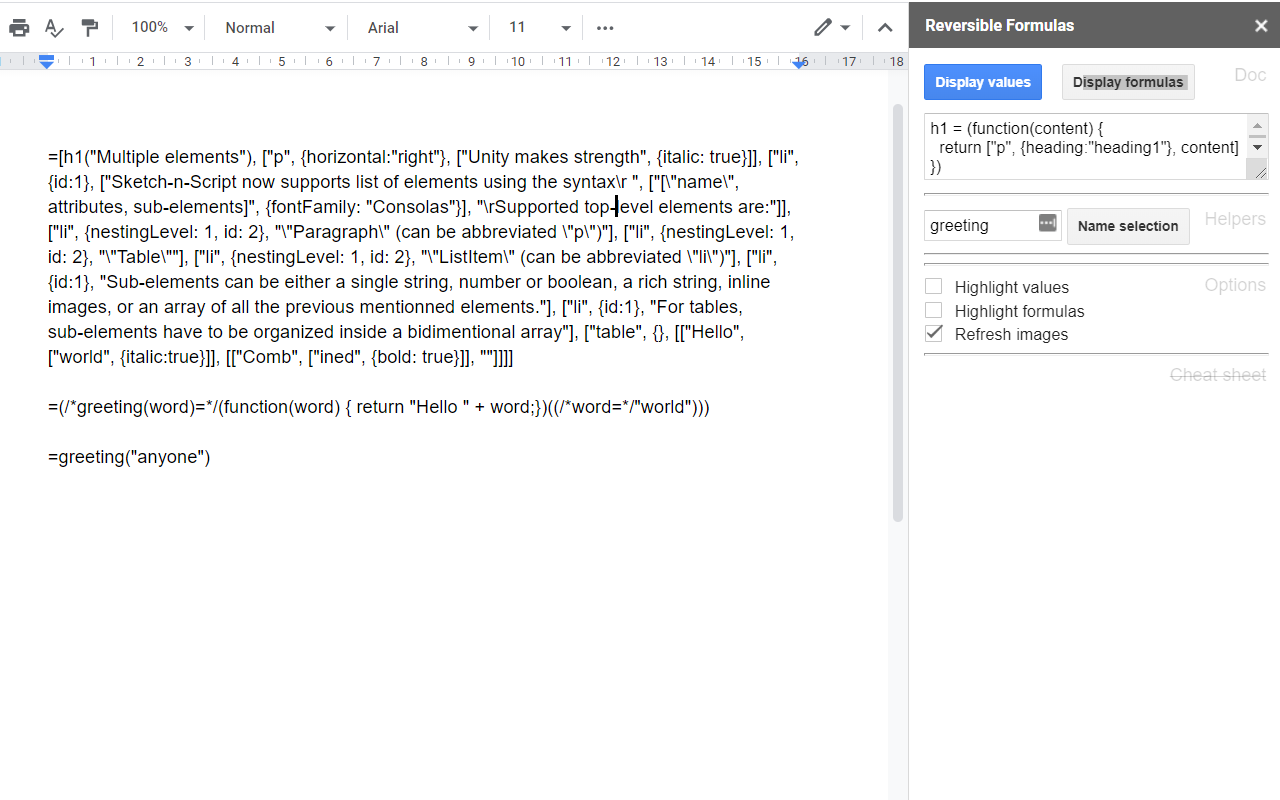 100% Normal Arial 11
1 2 3 4 5 6 7 8 9 10 11 12 13 14 15 16 17 18
=[h1("Multiple elements"), ["p", {horizontal:"right"}, ["Unity makes strength", {italic: true}]], ["li",
{id:1}, ["Sketch-n-Script now supports list of elements using the syntax\r ", ["[\"name\",
attributes, sub-elements]", {fontFamily: "Consolas"}], "\rSupported top-level elements are:"]],
["li", {nestingLevel: 1, id: 2}, "\"Paragraph\" (can be abbreviated \"p\")"], ["li", {nestingLevel: 1,
id: 2}, "\"Table\""], ["li", {nestingLevel: 1, id: 2}, "\"ListItem\" (can be abbreviated \"li\")"], ["li",
{id:1}, "Sub-elements can be either a single string, number or boolean, a rich string, inline
images, or an array of all the previous mentionned elements."], ["li", {id:1}, "For tables,
sub-elements have to be organized inside a bidimentional array"], ["table", {}, [["Hello",
["world", {italic:true}]], [["Comb", ["ined", {bold: true}]], ""]]]]
=(/*greeting(word)=*/(function(word) { return "Hello " + word;})((/*word=*/"world")))
=greeting("anyone")
Reversible Formulas
Display values Display formulas Doc
h1 = (function(content) {
return ["p", {heading:"heading1"}, content]
})
greeting Name selection Helpers
Highlight values Options
Highlight formulas
Refresh images
Cheat sheet